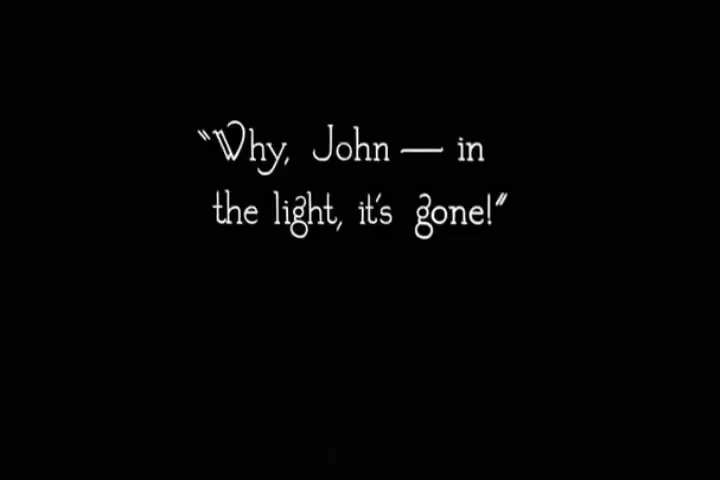 "Why, John — in
the light, it's gone!"